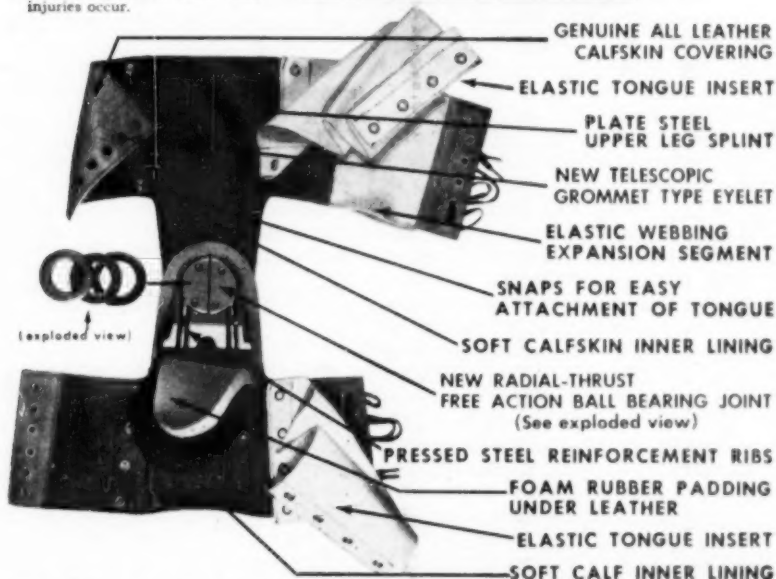 injuries occur.
GENUINE ALL LEATHER
CALFSKIN COVERING
ELASTIC TONGUE INSERT
PLATE STEEL
UPPER LEG SPLINT
NEW TELESCOPIC
GROMMET TYPE EYELET
ELASTIC WEBBING
EXPANSION SEGMENT
SNAPS FOR EASY
ATTACHMENT OF TONGUE
(exploded view)
SOFT CALFSKIN INNER LINING
NEW RADIAL-THRUST
FREE ACTION BALL BEARING JOINT
(See exploded view)
PRESSED STEEL REINFORCEMENT RIBS
FOAM RUBBER PADDING
UNDER LEATHER
ELASTIC TONGUE INSERT
SOFT CALF INNER LINING